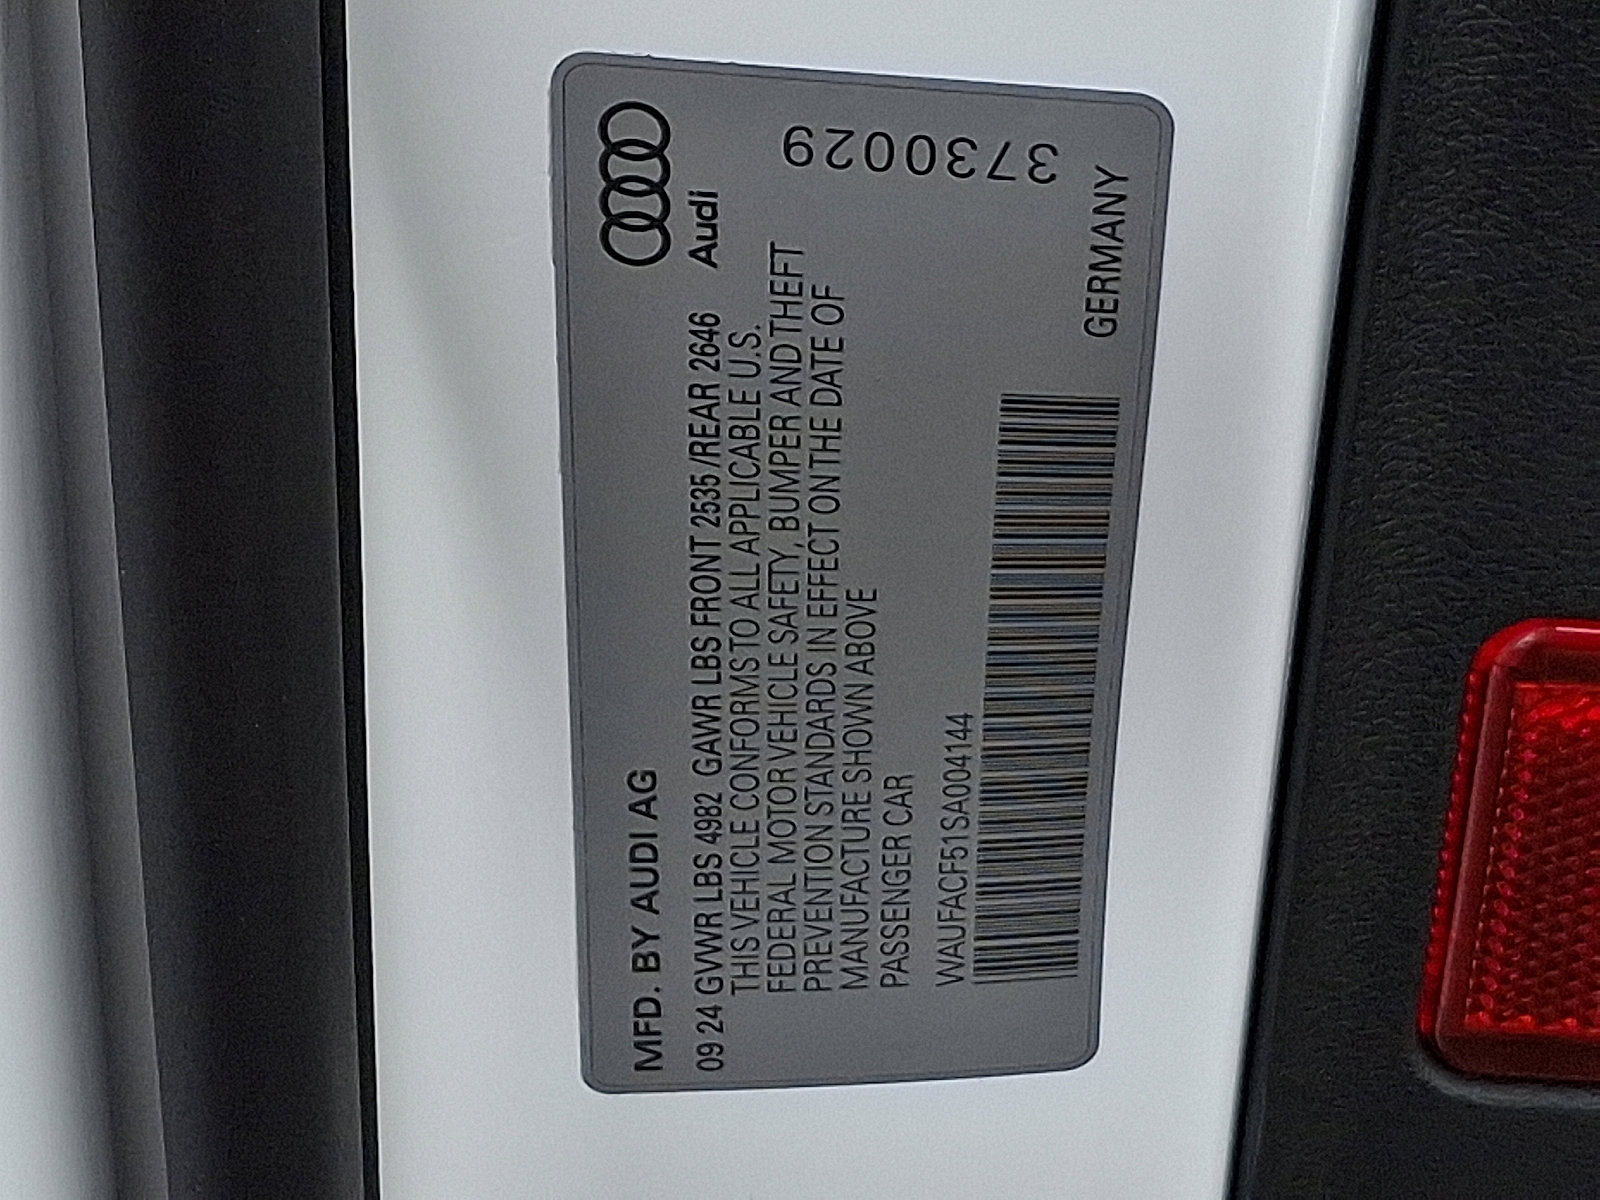 MFD. BY AUDI AG
09 24 GVWR LBS 4982 GAWR LBS FRONT 2535/REAR 2646
Audi
THIS VEHICLE CONFORMS TO ALL APPLICABLE U.S.
FEDERAL MOTOR VEHICLE SAFETY, BUMPER AND THEFT
PREVENTION STANDARDS IN EFFECT ON THE DATE OF
MANUFACTURE SHOWN ABOVE
PASSENGER CAR
3730029
WAUFACF51SA004144
GERMANY